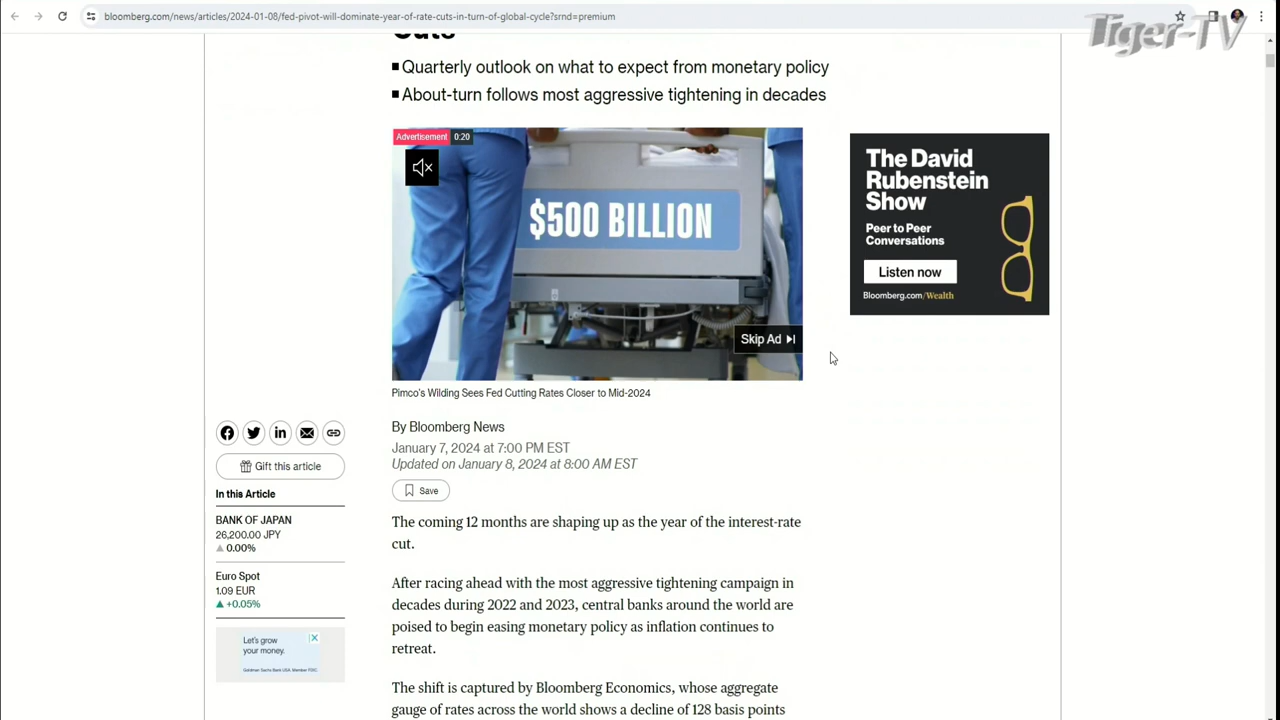 bloomberg.com/news/articles/2024-01-08/fed-pivot-will-dominate-year-of-rate-cuts-in-turn-of-global-cycle?srnd=premium
Tiger-TV
Cuts
Quarterly outlook on what to expect from monetary policy
About-turn follows most aggressive tightening in decades
Advertisement 0:20
$500 BILLION
Skip Ad
Pimco's Wilding Sees Fed Cutting Rates Closer to Mid-2024
The David
Rubenstein
Show
Peer to Peer
Conversations
Listen now
Bloomberg.com/Wealth
By Bloomberg News
January 7, 2024 at 7:00 PM EST
Updated on January 8, 2024 at 8:00 AM EST
Save
Gift this article
In this Article
BANK OF JAPAN
26,200.00 JPY
0.00%
Euro Spot
1.09 EUR
+0.05%
Let's grow
your money.
Goldman Sachs Bank USA. Member FDIC.
The coming 12 months are shaping up as the year of the interest-rate
cut.
After racing ahead with the most aggressive tightening campaign in
decades during 2022 and 2023, central banks around the world are
poised to begin easing monetary policy as inflation continues to
retreat.
The shift is captured by Bloomberg Economics, whose aggregate
gauge of rates across the world shows a decline of 128 basis points